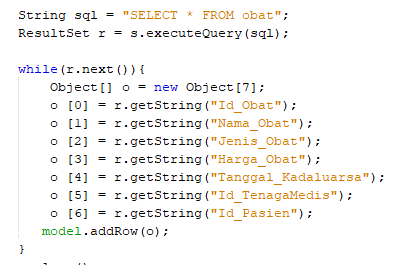 String sql = "SELECT * FROM obat";
ResultSet r = s.executeQuery(sql);
while(r.next()){
Object[] o = new Object[7];
o [0] = r.getString("Id_Obat");
o [1] = r.getString("Nama_Obat");
o [2] = r.getString("Jenis_Obat");
o [3] = r.getString("Harga_Obat");
o [4] = r.getString("Tanggal_Kadaluarsa");
o [5] = r.getString("Id_TenagaMedis");
o [6] = r.getString("Id_Pasien");
model.addRow(o);
}